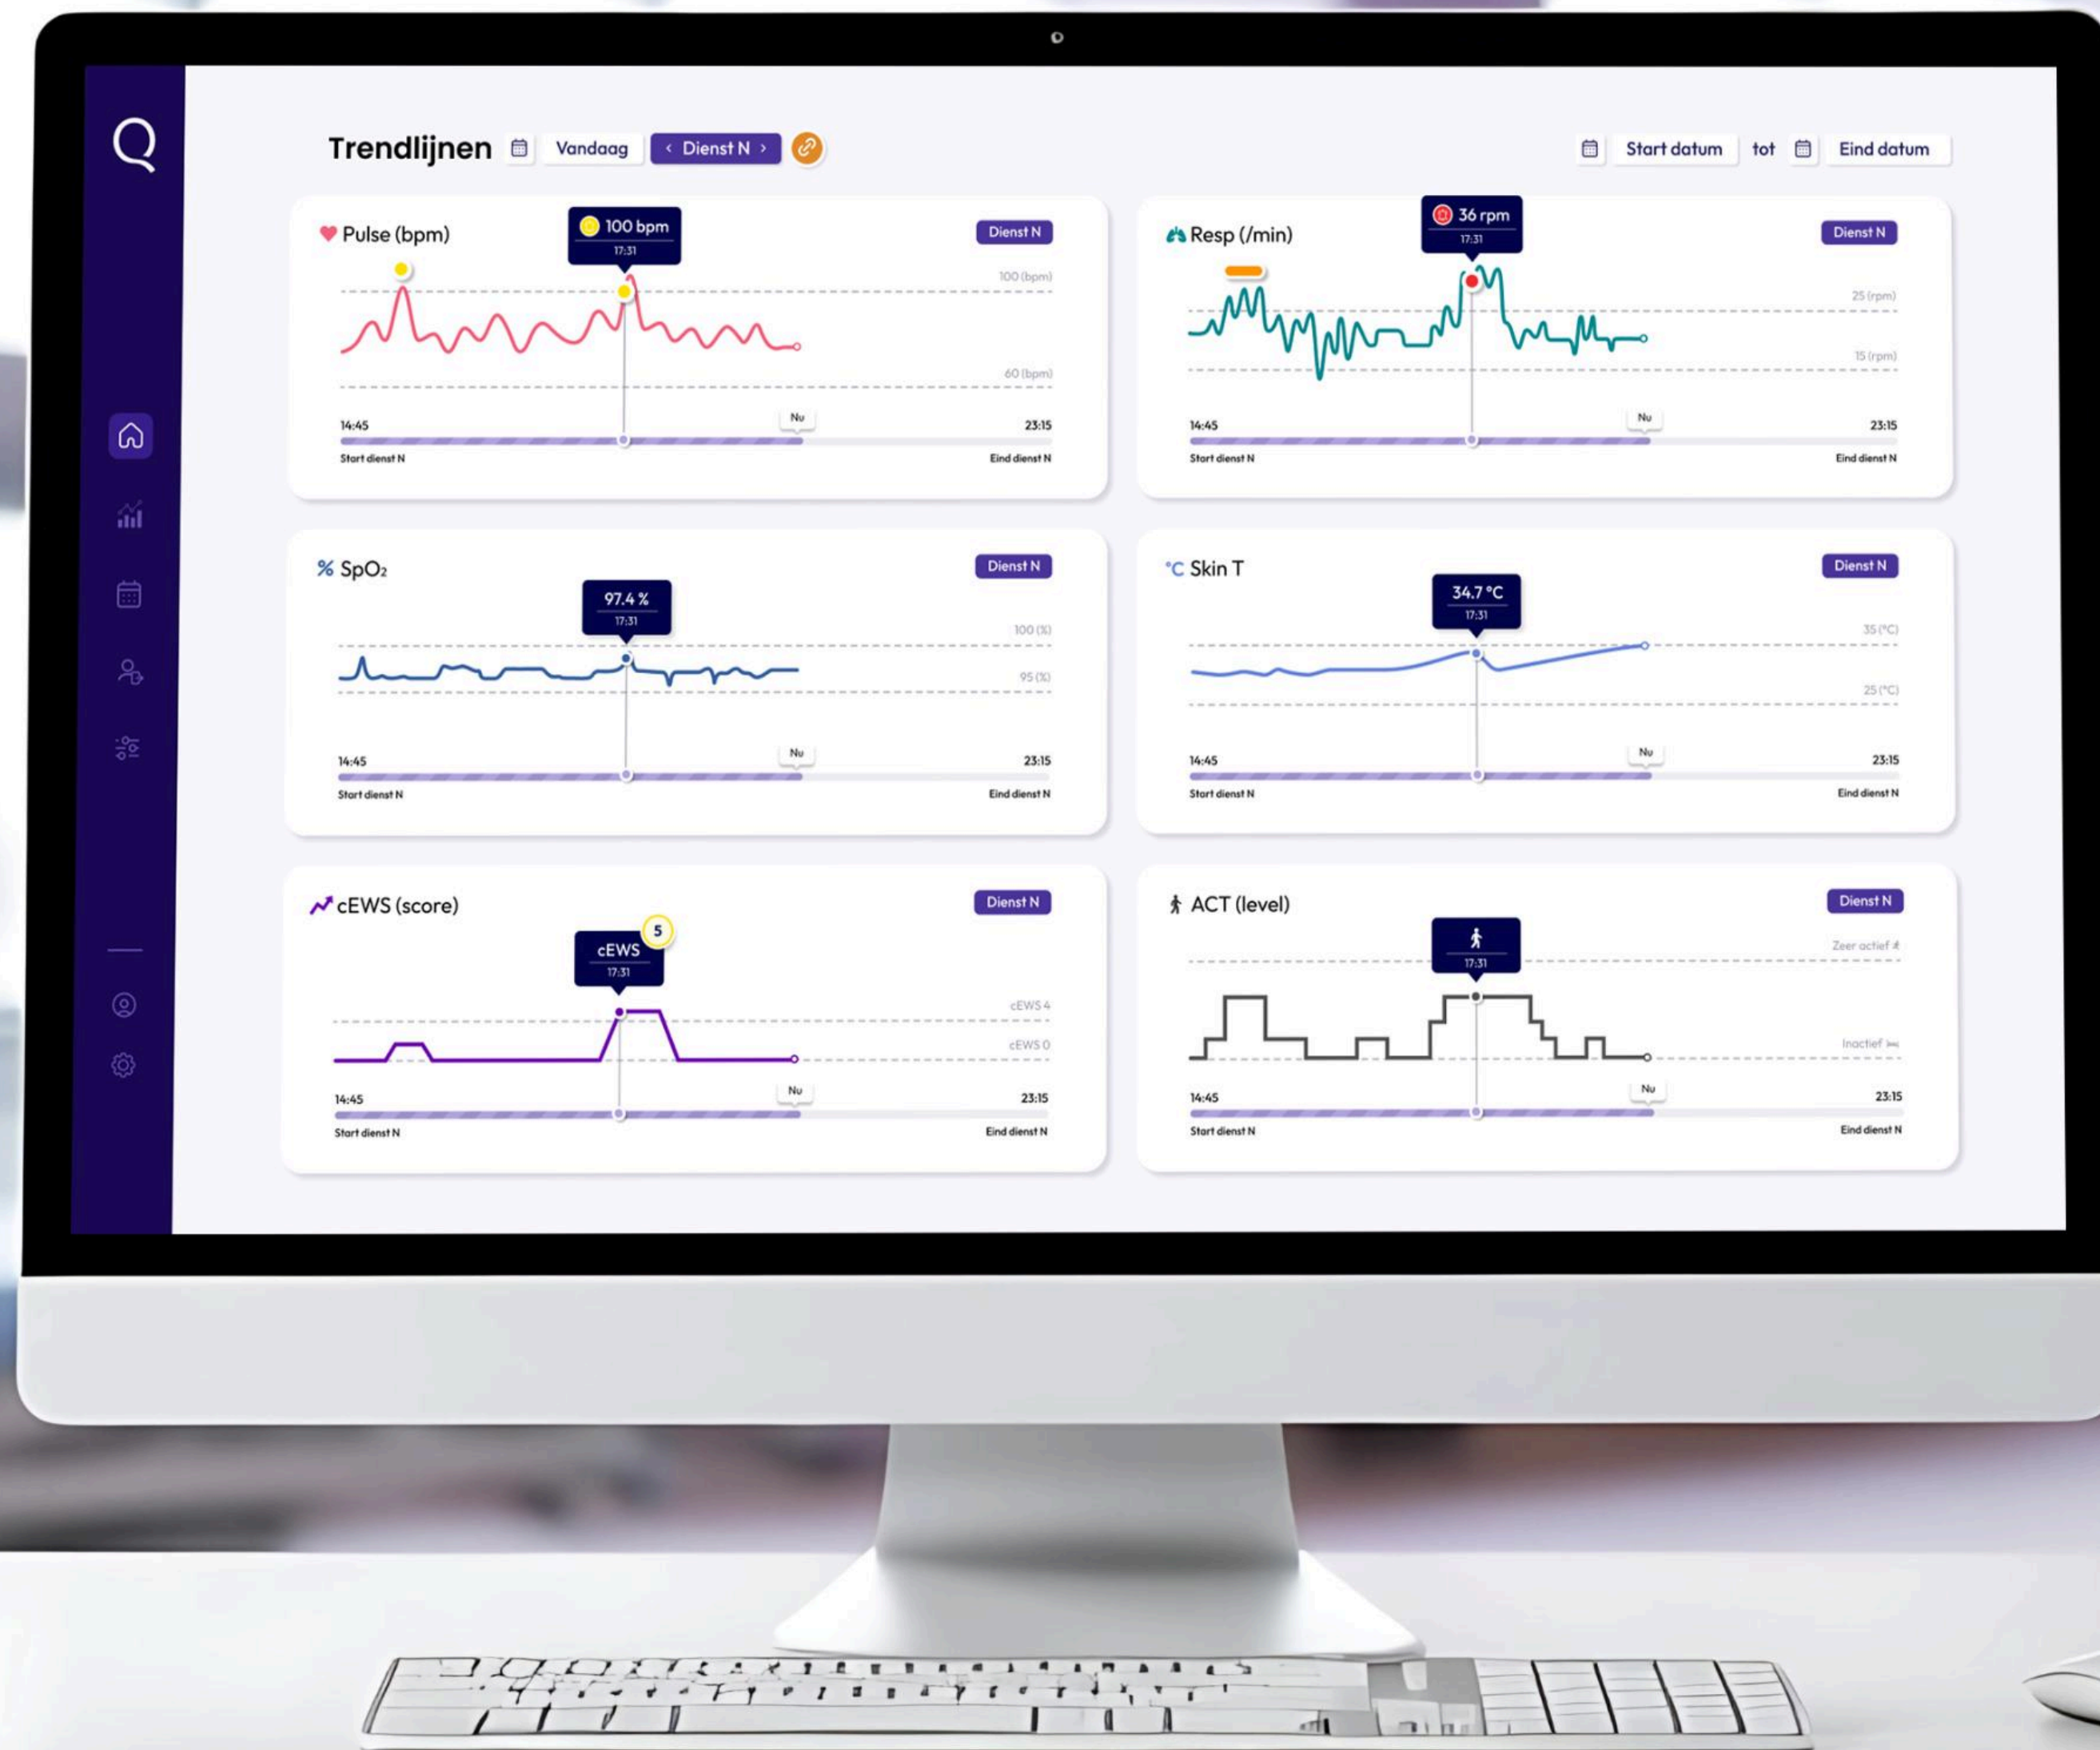 Q
Trendlijnen Vandaag < Dienst N > Start datum tot Eind datum
Pulse (bpm) 100 bpm Dienst N
17:31
100 (bpm)
60 (bpm)
Nu
14:45 23:15
Start dienst N Eind dienst N
Resp (/min) 36 rpm Dienst N
17:31
25 (rpm)
15 (rpm)
Nu
14:45 23:15
Start dienst N Eind dienst N
% SpO₂ Dienst N
97.4 %
17:31
100 (%)
95 (%)
Nu
14:45 23:15
Start dienst N Eind dienst N
°C Skin T Dienst N
34.7 °C
17:31
35 (°C)
25 (°C)
Nu
14:45 23:15
Start dienst N Eind dienst N
cEWS (score) Dienst N
5
cEWS
17:31
cEWS 4
cEWS 0
Nu
14:45 23:15
Start dienst N Eind dienst N
ACT (level) Dienst N
Zeer actief
17:31
Inactief
Nu
14:45 23:15
Start dienst N Eind dienst N